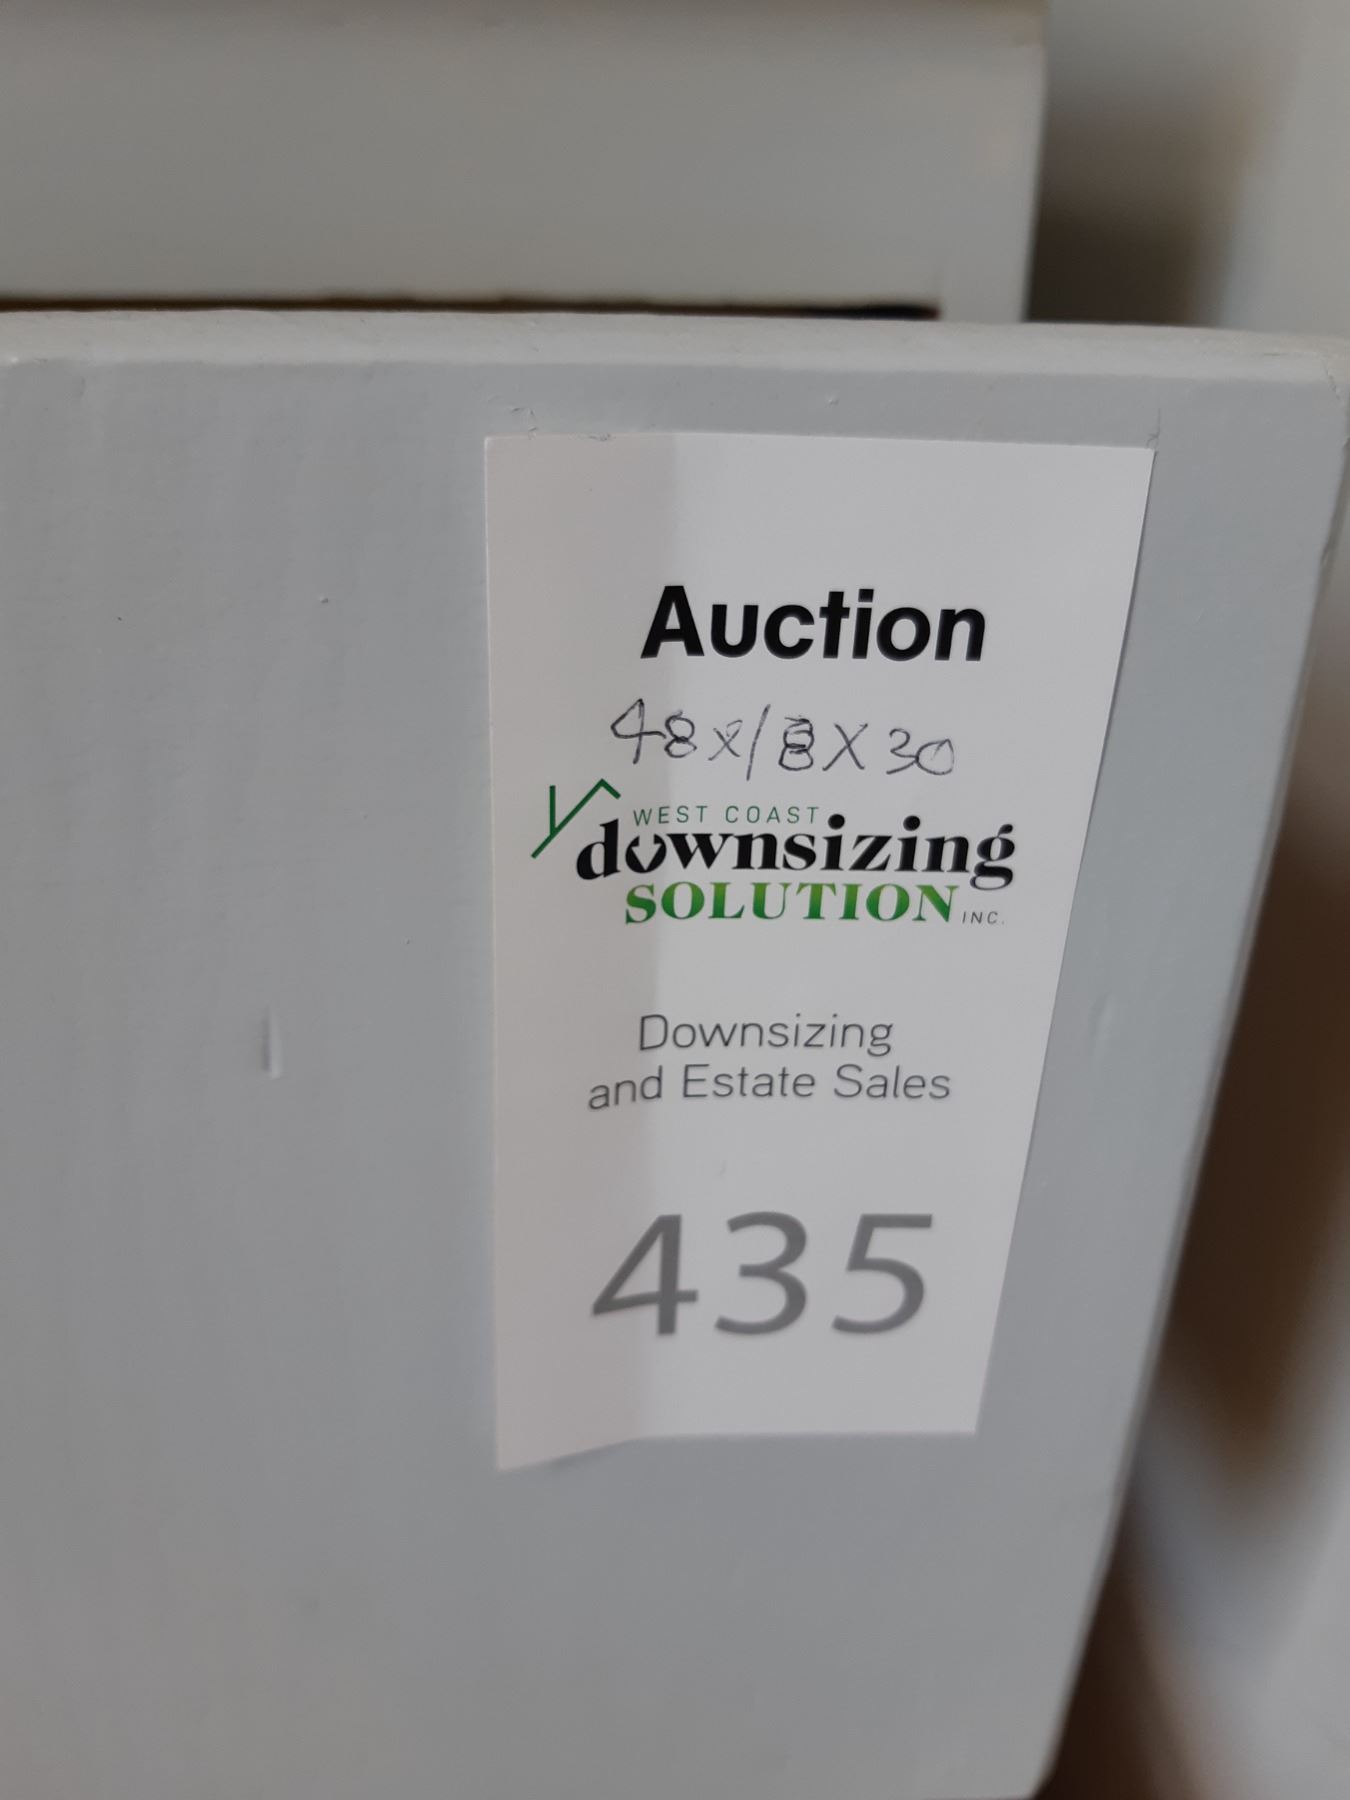 Auction
48x18x30
WEST COAST
downsizing
SOLUTION INC.
Downsizing
and Estate Sales
435